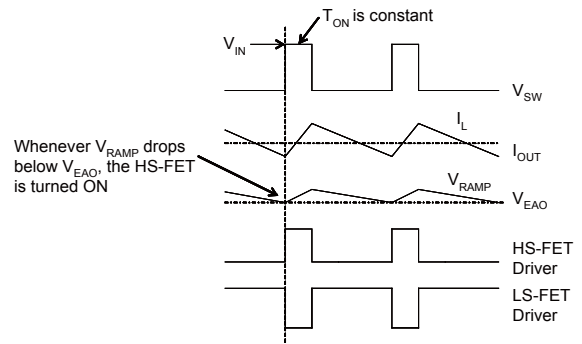 T_ON is constant
V_IN
V_SW
I_L
I_OUT
Whenever V_RAMP drops
below V_EAO, the HS-FET
is turned ON
V_RAMP
V_EAO
HS-FET
Driver
LS-FET
Driver